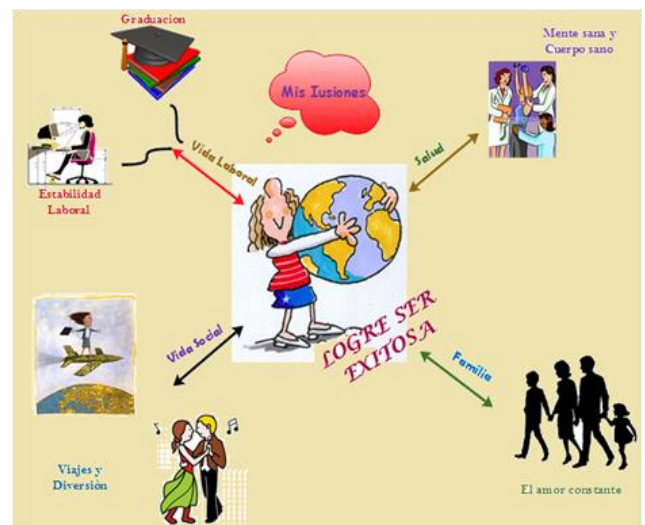 Graduacion
Mente sana y
Cuerpo sano
Mis Iusiones
Vida Laboral
Salud
Estabilidad
Laboral
Vida Social
LOGRE SER
EXITOSA
Familia
Viajes y
Diversiòn
El amor constante